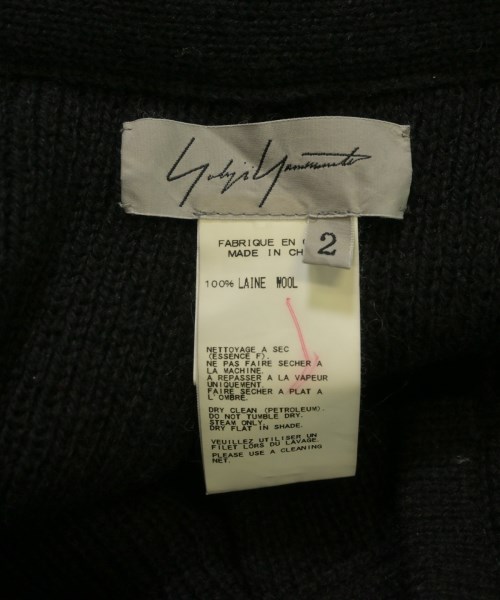 Yohji Yamamoto
2
FABRIQUE EN
MADE IN
100% LAINE WOOL
NETTOYAGE A SEC
(ESSENCE F).
NE PAS FAIRE SECHER A
LA MACHINE.
A REPASSER A LA VAPEUR
UNIQUEMENT.
FAIRE SECHER A PLAT A
L'OMBRE.
DRY CLEAN (PETROLEUM).
DO NOT TUMBLE DRY.
STEAM ONLY.
DRY FLAT IN SHADE.
VEUILLEZ UTILISER UN
FILET LORS DU LAVAGE.
PLEASE USE A CLEANING
NET.